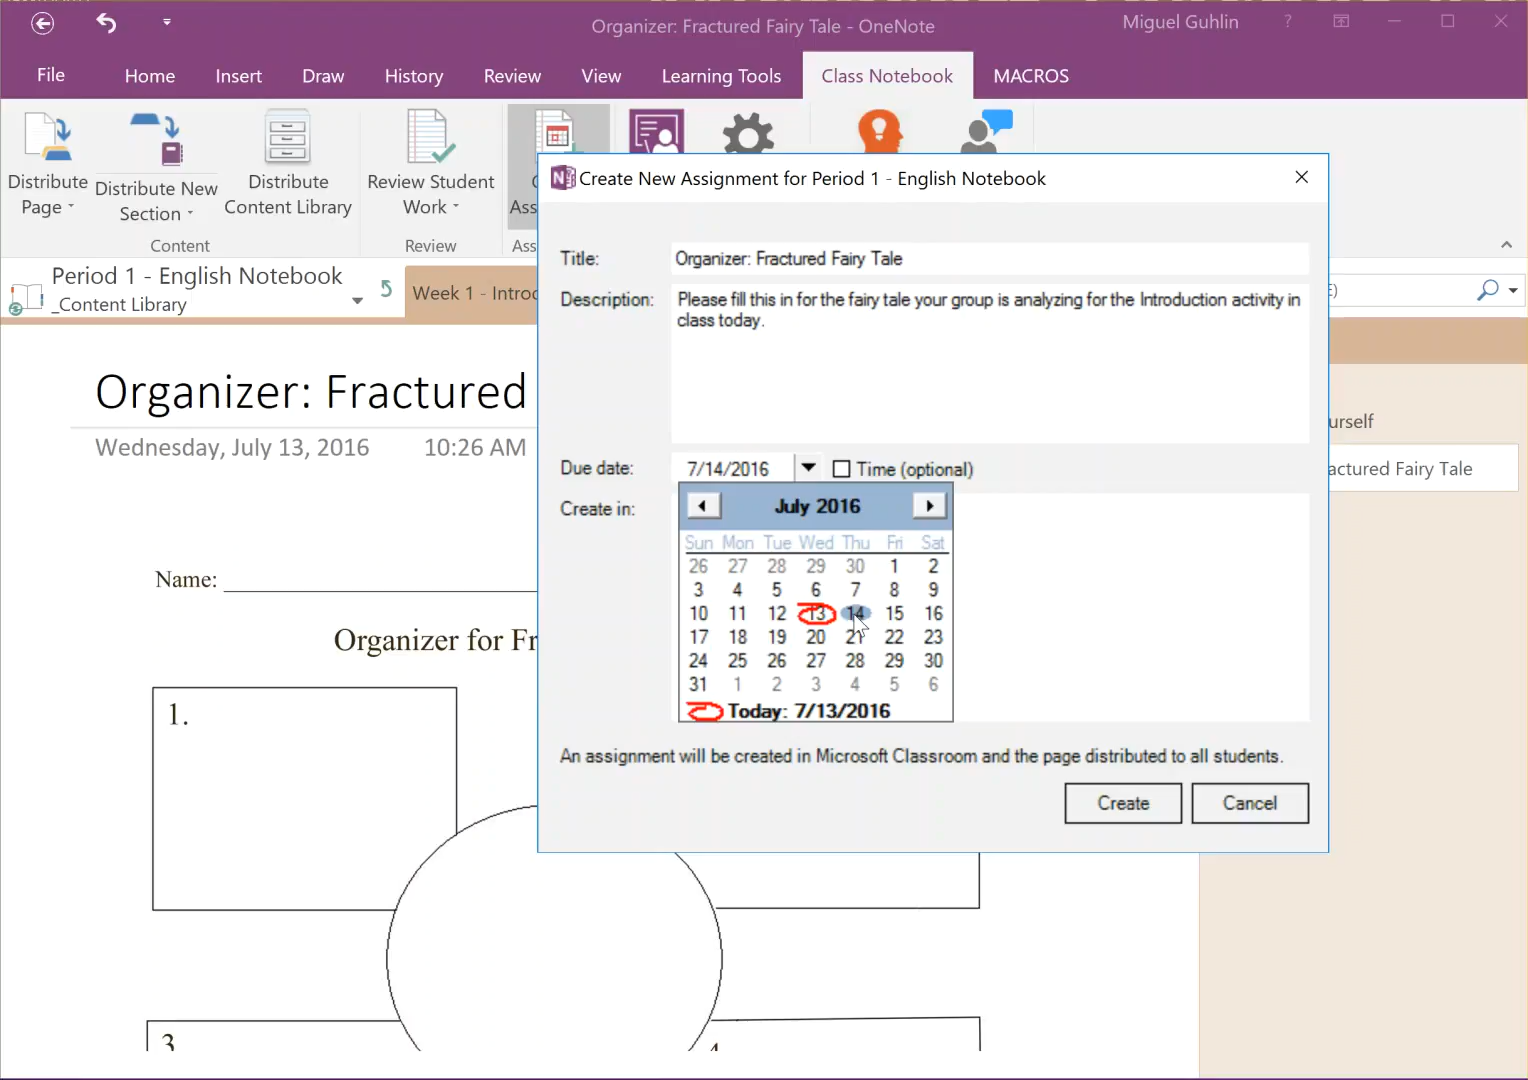 Organizer: Fractured Fairy Tale - OneNote
Miguel Guhlin
?
File
Home
Insert
Draw
History
Review
View
Learning Tools
Class Notebook
MACROS
Distribute
Page
Distribute New
Section
Distribute
Content Library
Content
Review Student
Work
Review
Period 1 - English Notebook
_Content Library
Week 1 - Intro
Create New Assignment for Period 1 - English Notebook
Title:
Organizer: Fractured Fairy Tale
Description:
Please fill this in for the fairy tale your group is analyzing for the Introduction activity in
class today.
Due date:
7/14/2016
Time (optional)
Create in:
July 2016
Sun Mon Tue Wed Thu Fri Sat
26 27 28 29 30 1 2
3 4 5 6 7 8 9
10 11 12 13 14 15 16
17 18 19 20 21 22 23
24 25 26 27 28 29 30
31 1 2 3 4 5 6
Today: 7/13/2016
An assignment will be created in Microsoft Classroom and the page distributed to all students.
Create
Cancel
Organizer: Fractured
Wednesday, July 13, 2016
10:26 AM
Name:
Organizer for Fr
1.
3
4
urself
actured Fairy Tale